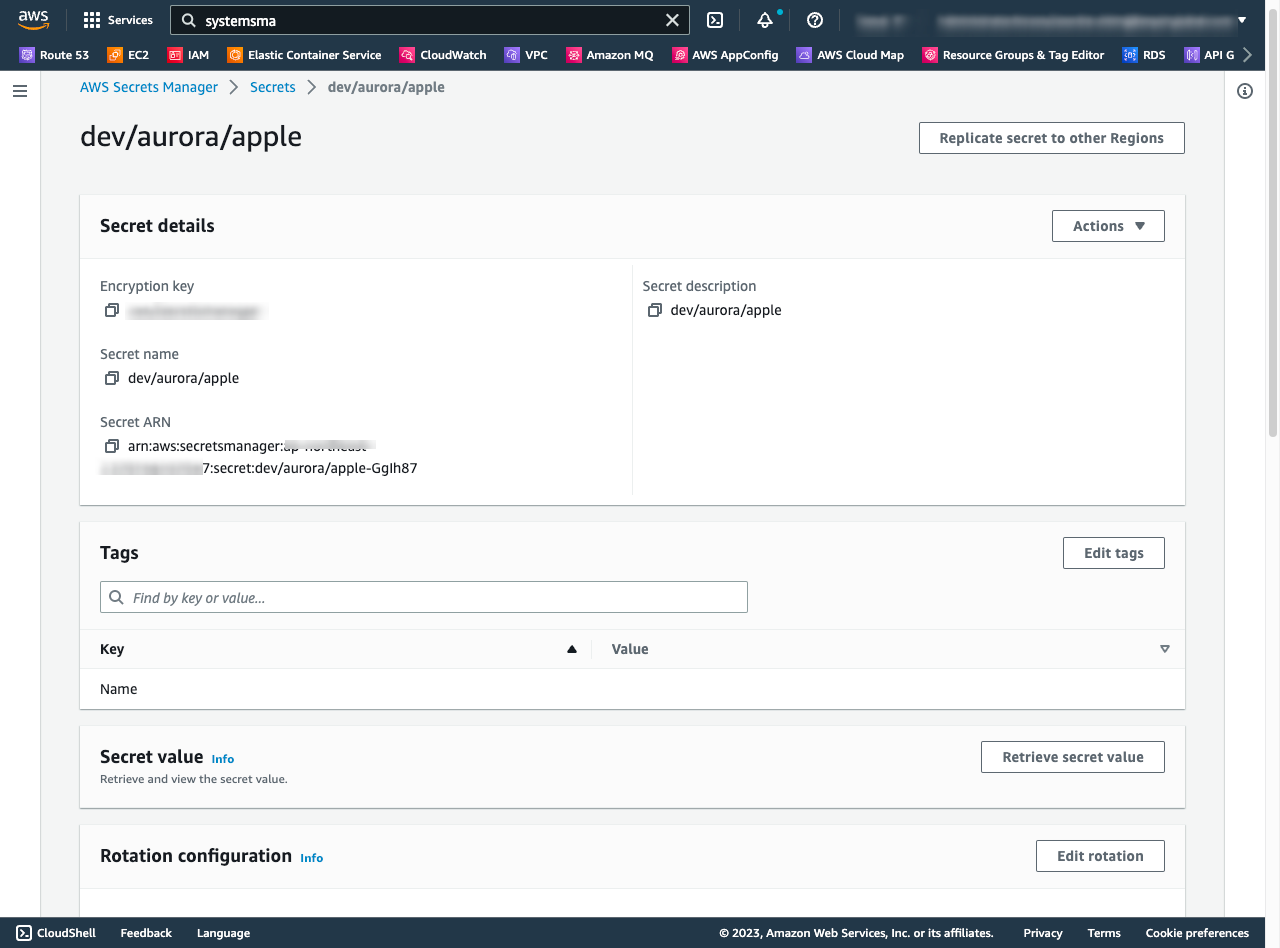 aws
Services
systemsma
Route 53
EC2
IAM
Elastic Container Service
CloudWatch
VPC
Amazon MQ
AWS AppConfig
AWS Cloud Map
Resource Groups & Tag Editor
RDS
API G
AWS Secrets Manager
Secrets
dev/aurora/apple
dev/aurora/apple
Replicate secret to other Regions
Secret details
Actions
Encryption key
Secret name
dev/aurora/apple
Secret ARN
arn:aws:secretsmanager:
7:secret:dev/aurora/apple-GgIh87
Secret description
dev/aurora/apple
Tags
Edit tags
Find by key or value...
Key
Value
Name
Secret value Info
Retrieve and view the secret value.
Retrieve secret value
Rotation configuration Info
Edit rotation
CloudShell
Feedback
Language
© 2023, Amazon Web Services, Inc. or its affiliates.
Privacy
Terms
Cookie preferences